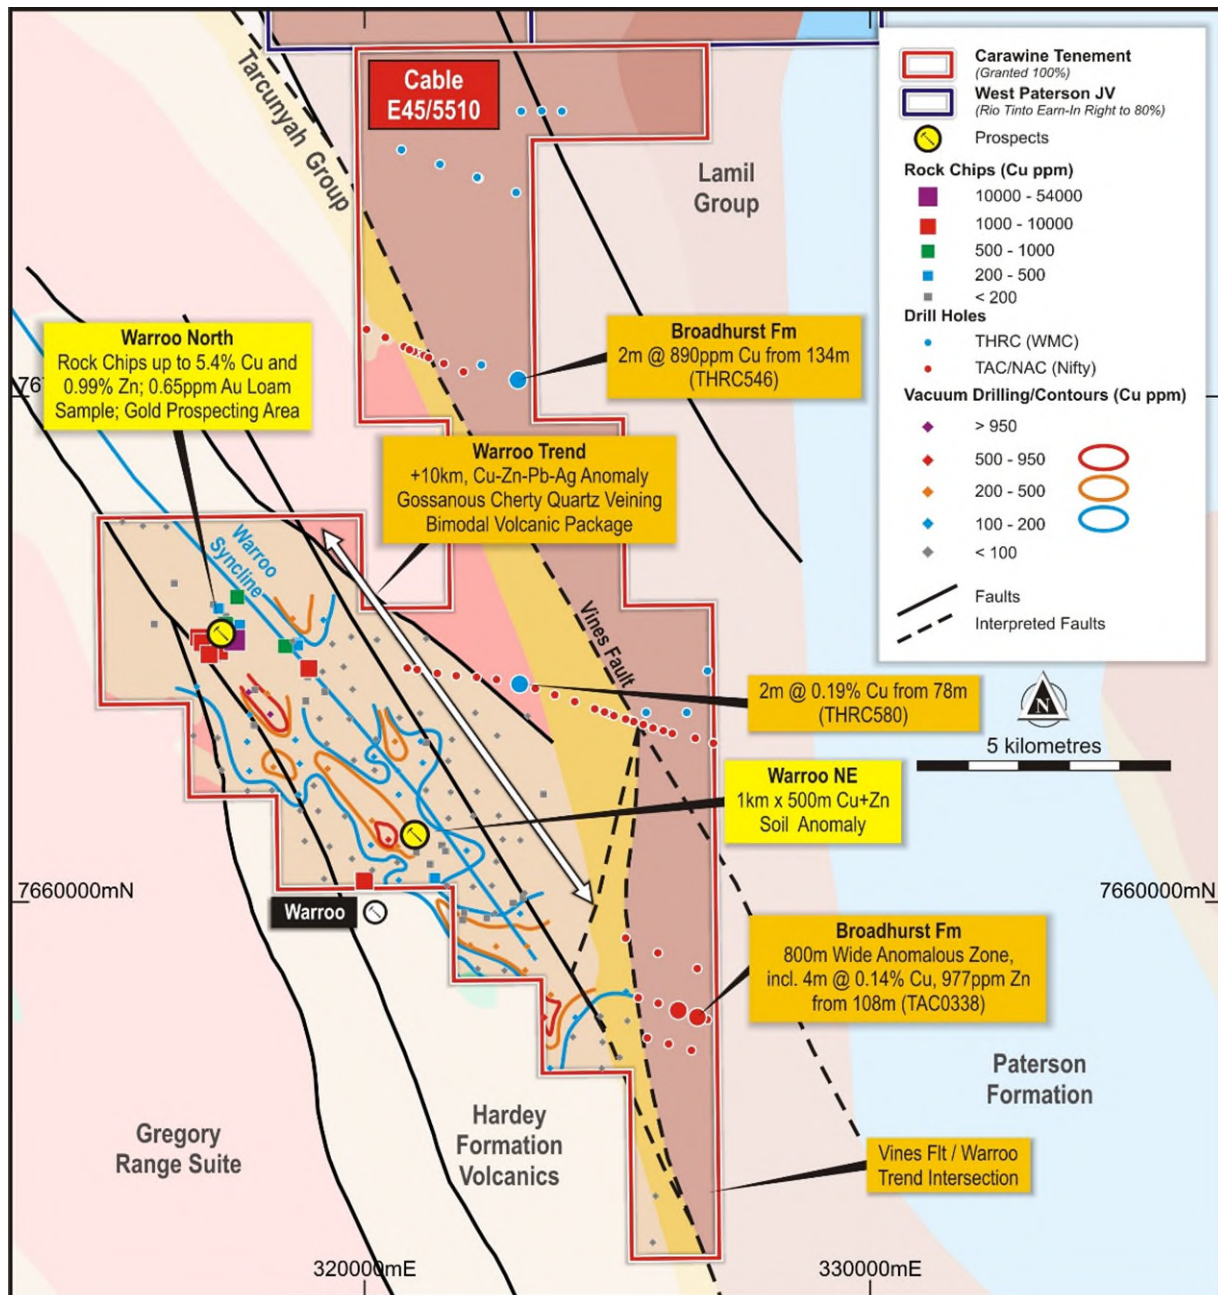 Tarcunyah Group
Cable
E45/5510
Lamil
Group
Carawine Tenement
(Granted 100%)
West Paterson JV
(Rio Tinto Earn-In Right to 80%)
Prospects
Rock Chips (Cu ppm)
10000 - 54000
1000 - 10000
500 - 1000
200 - 500
< 200
Drill Holes
THRC (WMC)
TAC/NAC (Nifty)
Vacuum Drilling/Contours (Cu ppm)
> 950
500 - 950
200 - 500
100 - 200
< 100
Faults
Interpreted Faults
Warroo North
Rock Chips up to 5.4% Cu and
0.99% Zn; 0.65ppm Au Loam
Sample; Gold Prospecting Area
Broadhurst Fm
2m @ 890ppm Cu from 134m
(THRC546)
Warroo Trend
+10km, Cu-Zn-Pb-Ag Anomaly
Gossanous Cherty Quartz Veining
Bimodal Volcanic Package
Warroo
Syncline
Vines Fault
2m @ 0.19% Cu from 78m
(THRC580)
N
5 kilometres
Warroo NE
1km x 500m Cu+Zn
Soil Anomaly
7660000mN
7660000mN
Warroo
Broadhurst Fm
800m Wide Anomalous Zone,
incl. 4m @ 0.14% Cu, 977ppm Zn
from 108m (TAC0338)
Paterson
Formation
Gregory
Range Suite
Hardey
Formation
Volcanics
Vines Flt / Warroo
Trend Intersection
320000mE
330000mE